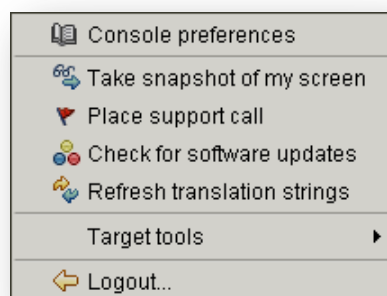 Console preferences
Take snapshot of my screen
Place support call
Check for software updates
Refresh translation strings
Target tools
Logout...